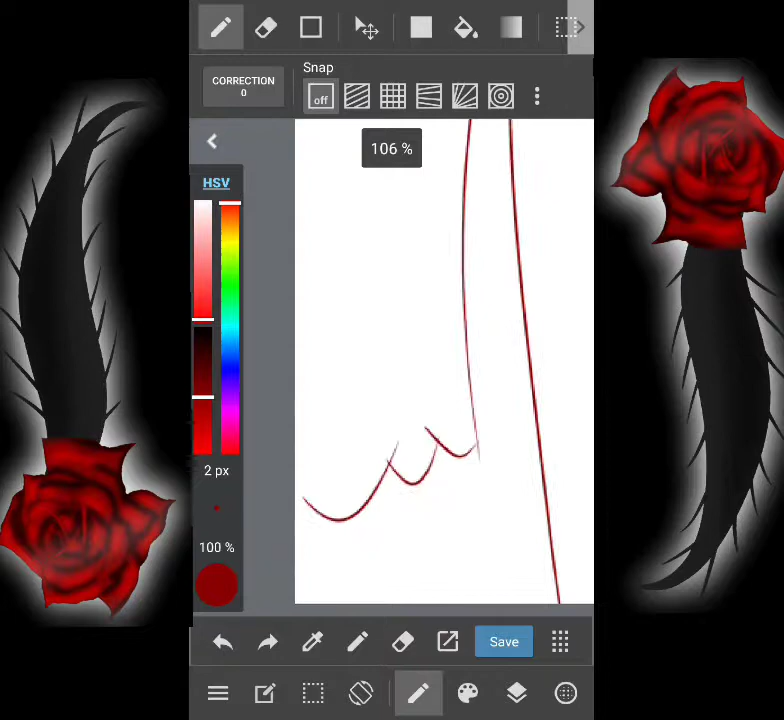 Snap
CORRECTION
0
off
106 %
HSV
2 px
100 %
Save